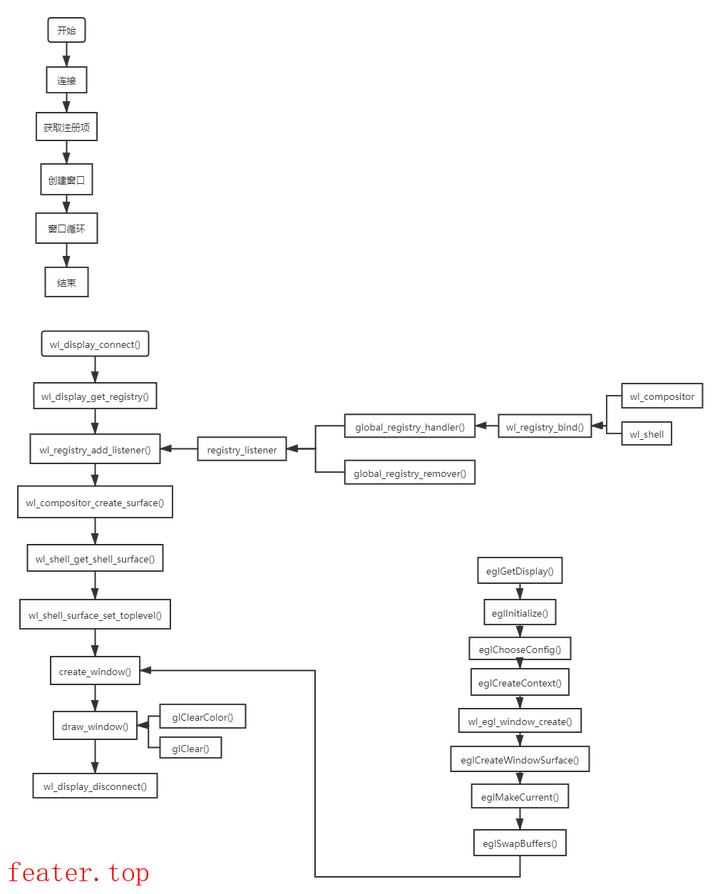 开始
连接
获取注册项
创建窗口
窗口循环
结束
wl_display_connect()
wl_display_get_registry()
wl_registry_add_listener()
registry_listener
global_registry_handler()
wl_registry_bind()
wl_compositor
wl_shell
global_registry_remover()
wl_compositor_create_surface()
wl_shell_get_shell_surface()
wl_shell_surface_set_toplevel()
create_window()
draw_window()
glClearColor()
glClear()
wl_display_disconnect()
eglGetDisplay()
eglInitialize()
eglChooseConfig()
eglCreateContext()
wl_egl_window_create()
eglCreateWindowSurface()
eglMakeCurrent()
eglSwapBuffers()
feater.top